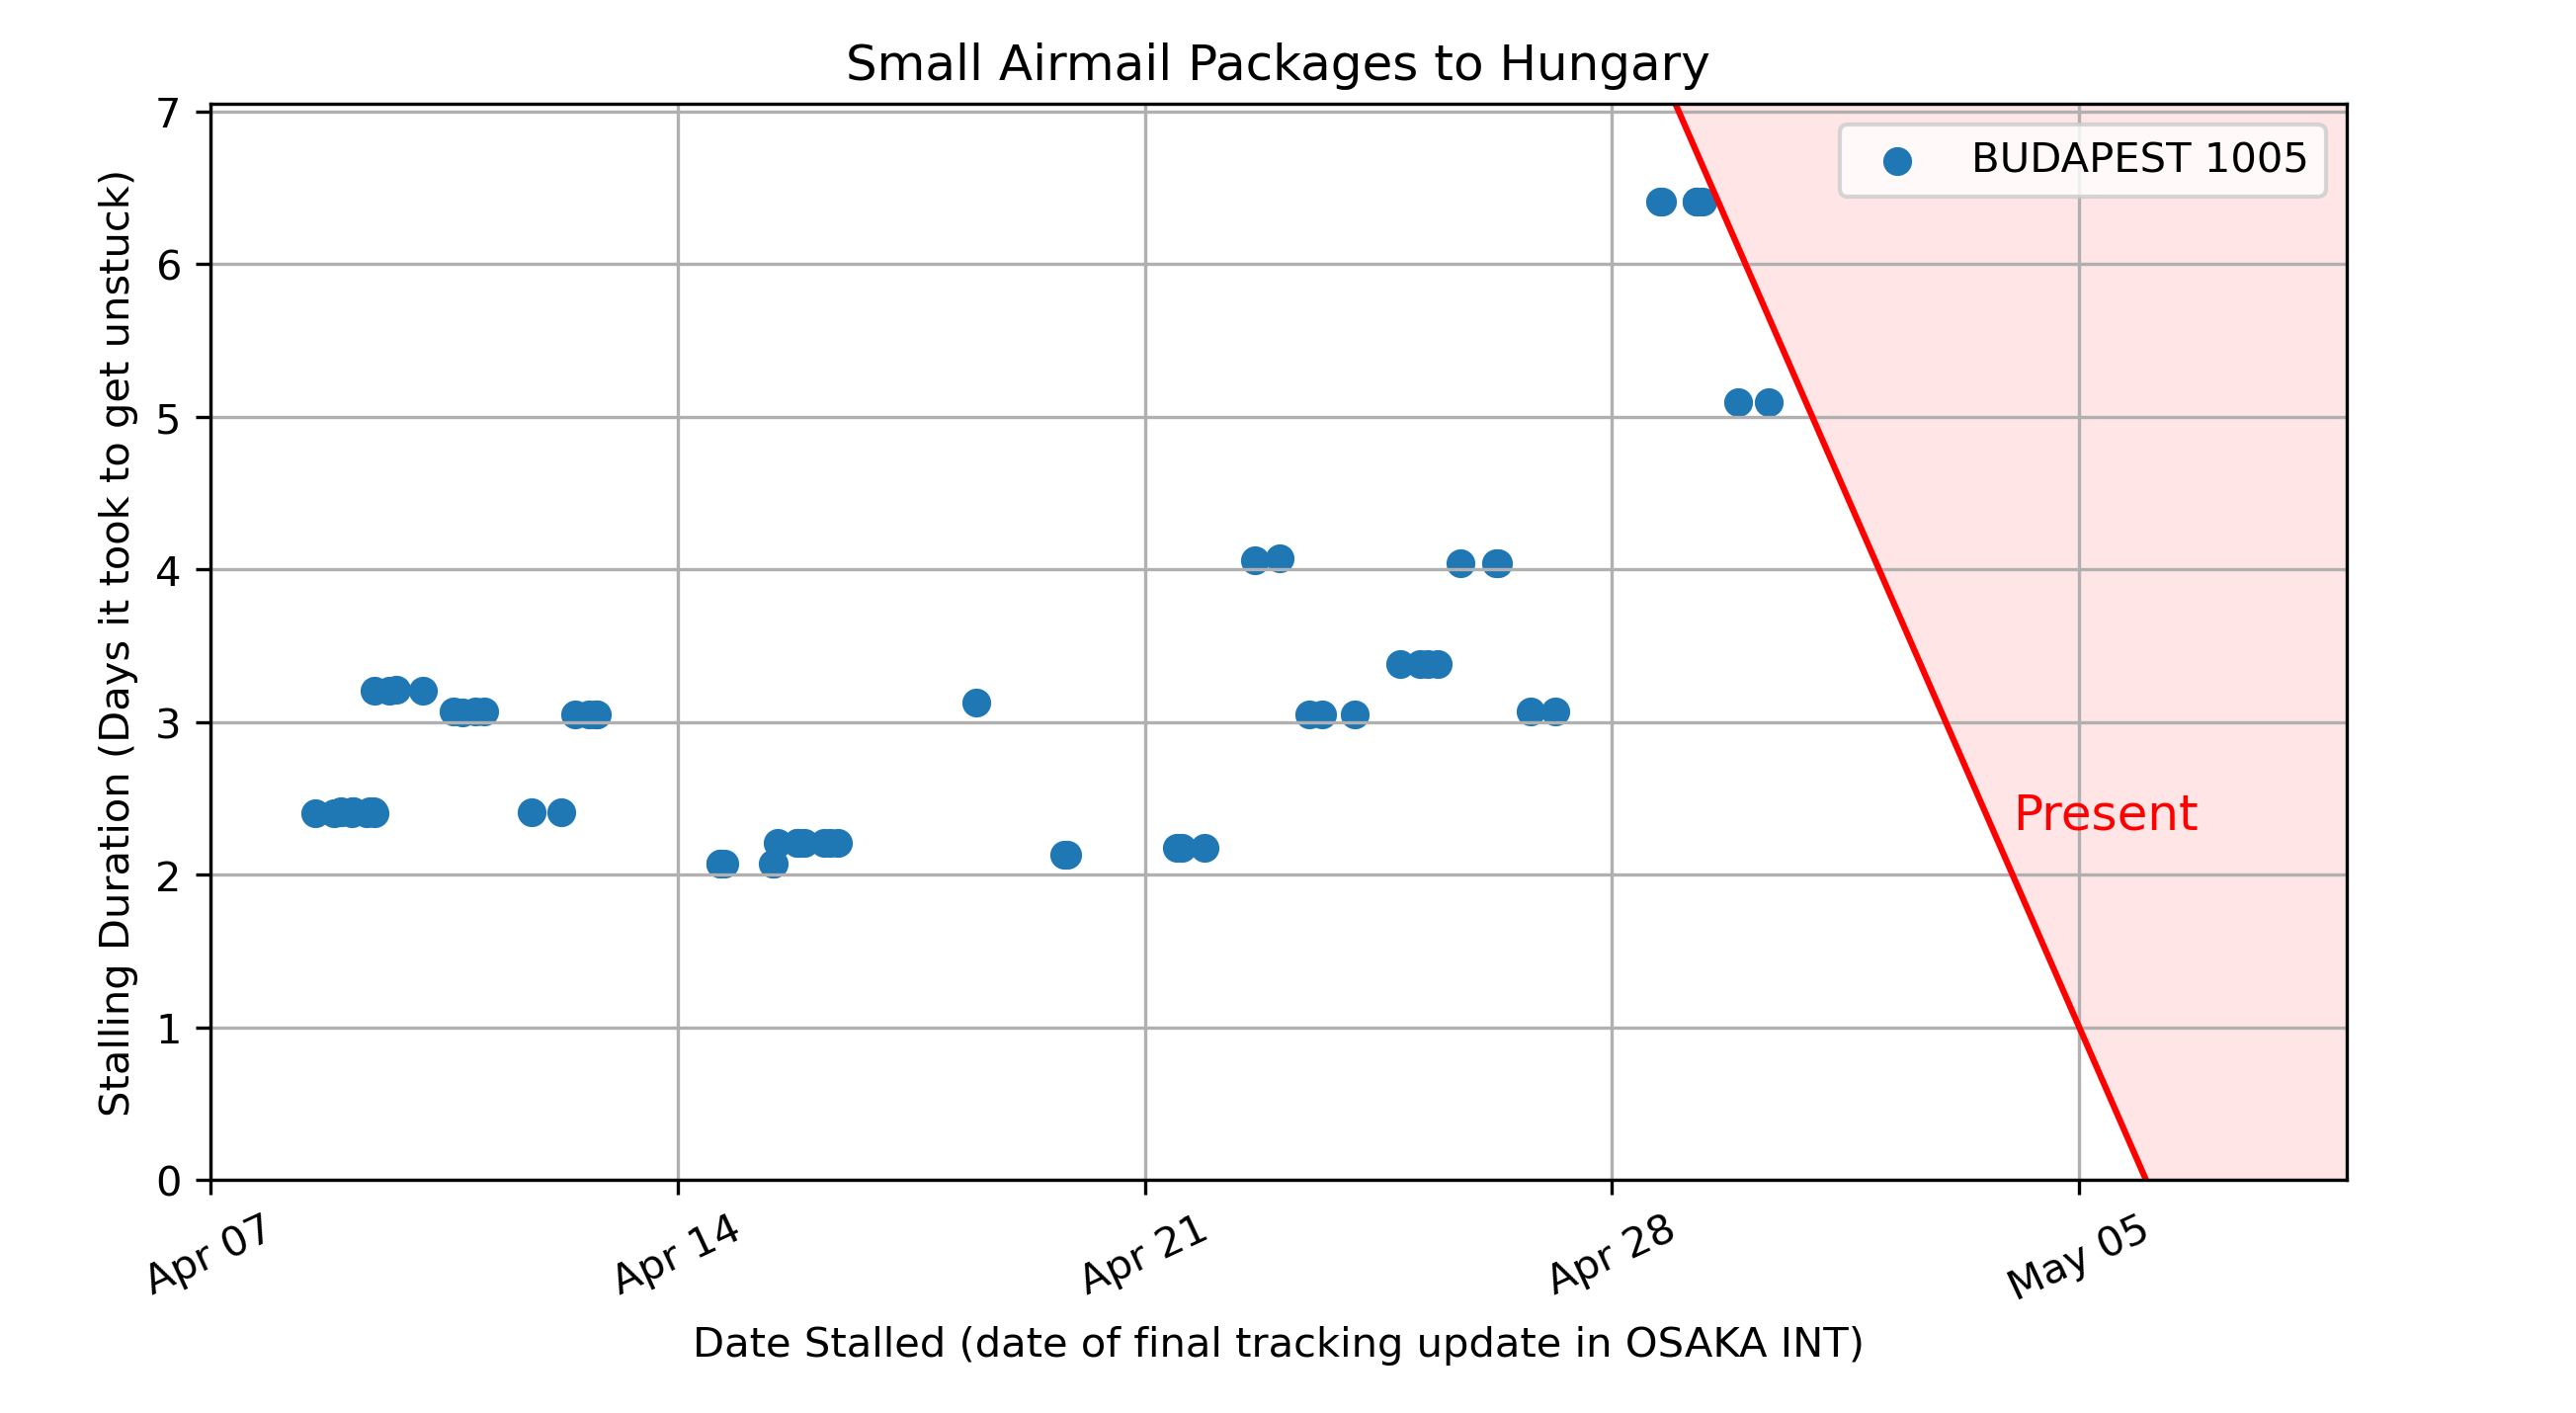 Small Airmail Packages to Hungary
BUDAPEST 1005
Stalling Duration (Days it took to get unstuck)
7
6
5
4
3
2
1
0
Present
Apr 07
Apr 14
Apr 21
Apr 28
May 05
Date Stalled (date of final tracking update in OSAKA INT)